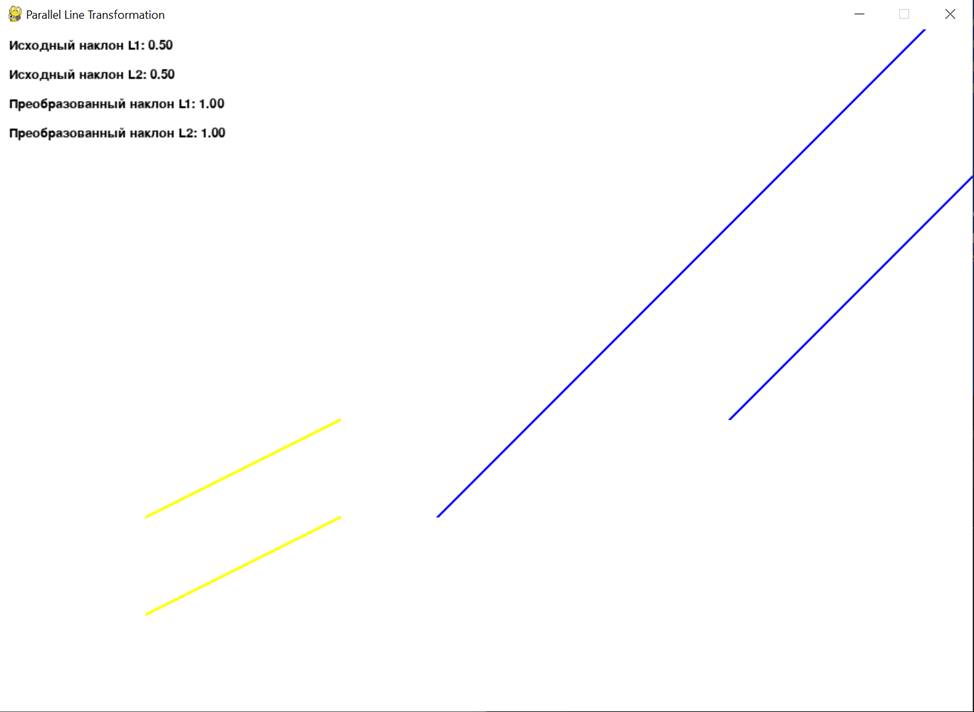 Parallel Line Transformation
Исходный наклон L1: 0.50
Исходный наклон L2: 0.50
Преобразованный наклон L1: 1.00
Преобразованный наклон L2: 1.00